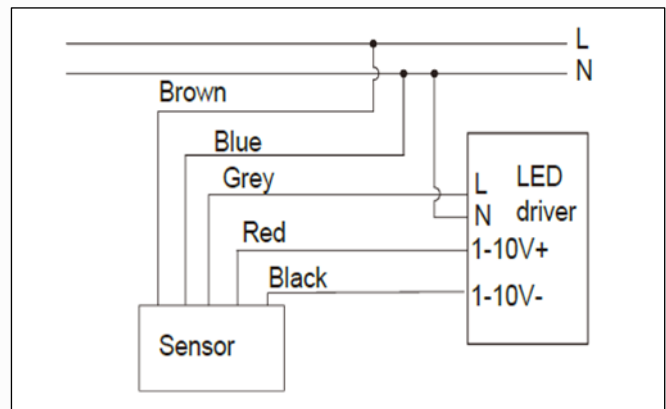 L
N
Brown
Blue
Grey
Red
Black
Sensor
L LED
N driver
1-10V+
1-10V-